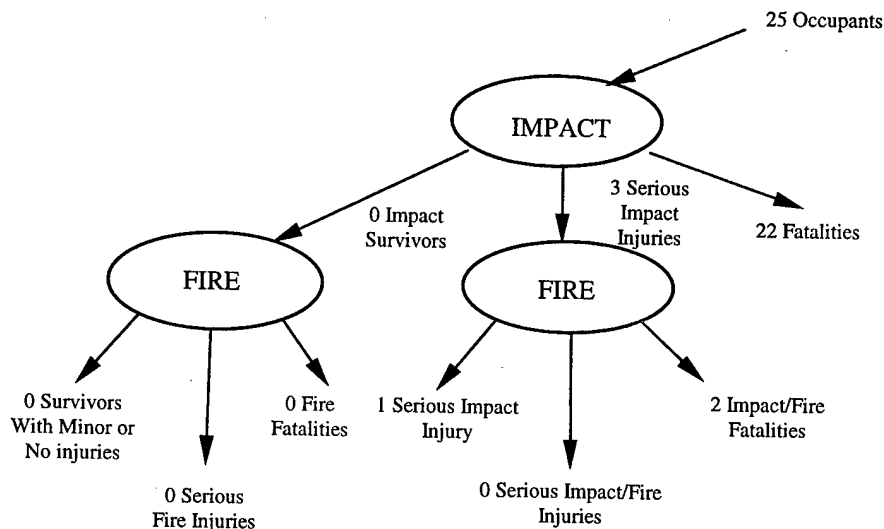 25 Occupants
IMPACT
0 Impact
Survivors
3 Serious
Impact
Injuries
22 Fatalities
FIRE
FIRE
0 Survivors
With Minor or
No injuries
0 Serious
Fire Injuries
0 Fire
Fatalities
1 Serious Impact
Injury
0 Serious Impact/Fire
Injuries
2 Impact/Fire
Fatalities